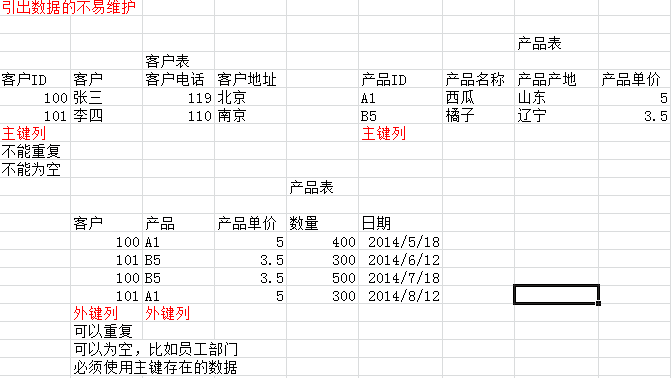 引出数据的不易维护
产品表
客户表
客户ID 客户 客户电话 客户地址 产品ID 产品名称 产品产地 产品单价
100 张三 119 北京 A1 西瓜 山东 5
101 李四 110 南京 B5 橘子 辽宁 3.5
主键列 主键列
不能重复
不能为空
产品表
客户 产品 产品单价 数量 日期
100 A1 5 400 2014/5/18
101 B5 3.5 300 2014/6/12
100 B5 3.5 500 2014/7/18
101 A1 5 300 2014/8/12
外键列 外键列
可以重复
可以为空，比如员工部门
必须使用主键存在的数据